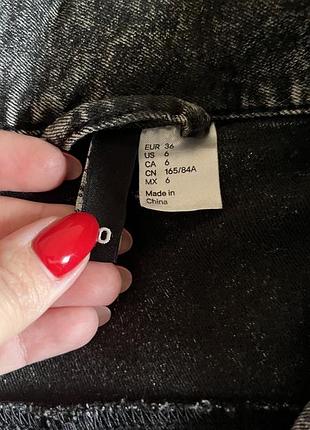 EUR 36
US 6
CA 6
CN 165/84A
MX 6
Made in
China